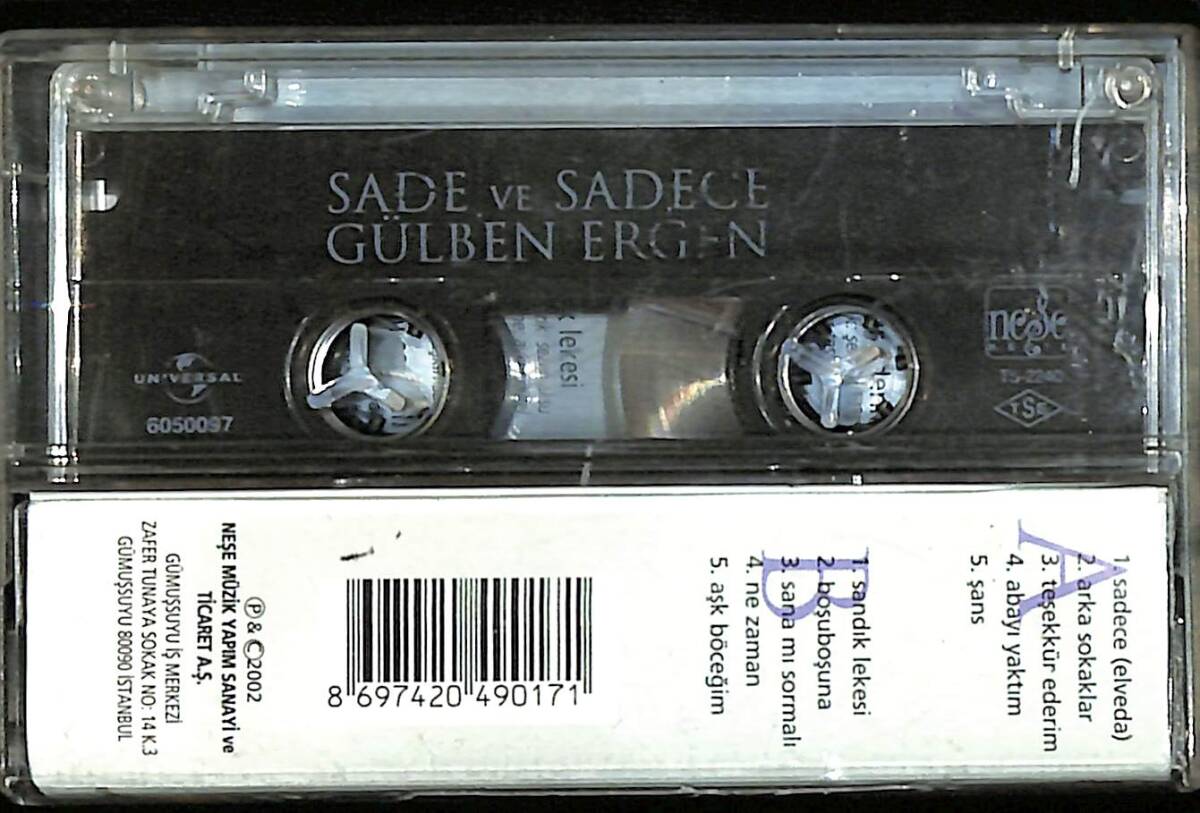 SADE VE SADECE
GÜLBEN ERGEN
UNIVERSAL
6050097
neşe
TSE
k lekesi
A
1. sadece (elveda)
2. arka sokaklar
3. teşekkür ederim
4. abayı yaktım
5. şans
B
1. sandık lekesi
2. boşuboşuna
3. sana mı sormalı
4. ne zaman
5. aşk böceğim
8 697420 490171
℗ & ©2002
NEŞE MÜZİK YAPIM SANAYİ ve
TİCARET A.Ş.
GÜMÜŞSUYU İŞ MERKEZİ
ZAFER TUNAYA SOKAK NO: 14 K.3
GÜMÜŞSUYU 80090 İSTANBUL